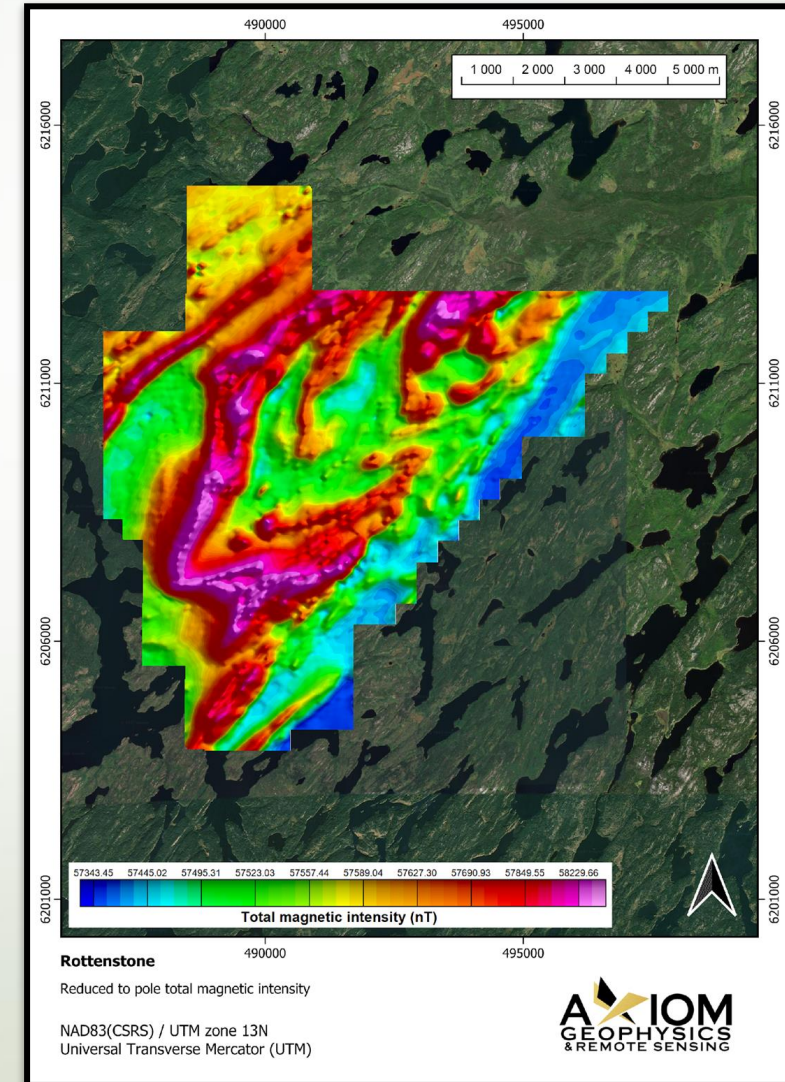 490000
495000
1 000
2 000
3 000
4 000
5 000 m
6216000
6216000
6211000
6211000
6206000
6206000
6201000
6201000
57343.45 57445.02 57495.31 57523.03 57557.44 57589.04 57627.30 57690.93 57849.55 58229.66
Total magnetic intensity (nT)
490000
495000
Rottenstone
Reduced to pole total magnetic intensity
NAD83(CSRS) / UTM zone 13N
Universal Transverse Mercator (UTM)
AXIOM
GEOPHYSICS
& REMOTE SENSING